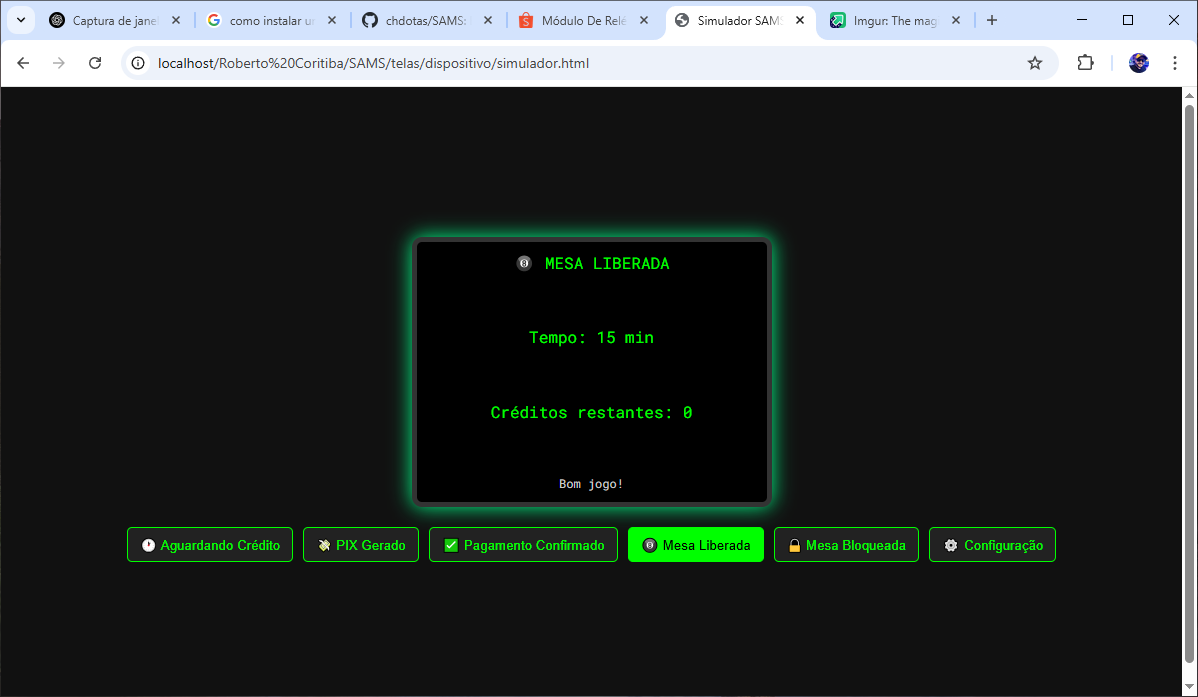 Captura de jane
como instalar ur
chdotas/SAMS:
Módulo De Relé
Simulador SAMS
Imgur: The mag
localhost/Roberto%20Coritiba/SAMS/telas/dispositivo/simulador.html
MESA LIBERADA
Tempo: 15 min
Créditos restantes: 0
Bom jogo!
Aguardando Crédito
PIX Gerado
Pagamento Confirmado
Mesa Liberada
Mesa Bloqueada
Configuração